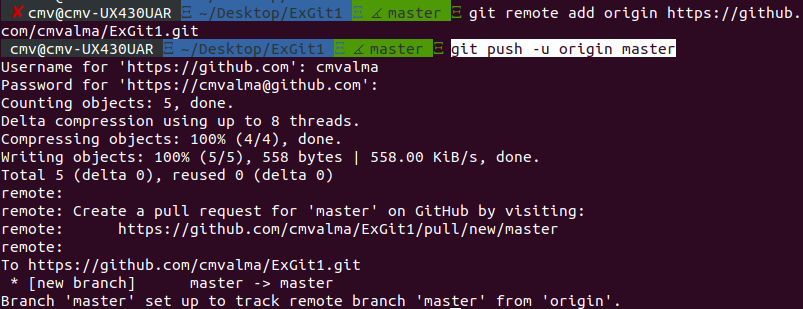 ✘ cmv@cmv-UX430UAR Ξ ~/Desktop/ExGit1 Ξ ⦨ master Ξ git remote add origin https://github.
com/cmvalma/ExGit1.git
cmv@cmv-UX430UAR Ξ ~/Desktop/ExGit1 Ξ ⦨ master Ξ git push -u origin master
Username for 'https://github.com': cmvalma
Password for 'https://cmvalma@github.com':
Counting objects: 5, done.
Delta compression using up to 8 threads.
Compressing objects: 100% (4/4), done.
Writing objects: 100% (5/5), 558 bytes | 558.00 KiB/s, done.
Total 5 (delta 0), reused 0 (delta 0)
remote:
remote: Create a pull request for 'master' on GitHub by visiting:
remote:      https://github.com/cmvalma/ExGit1/pull/new/master
remote:
To https://github.com/cmvalma/ExGit1.git
 * [new branch]      master -> master
Branch 'master' set up to track remote branch 'master' from 'origin'.